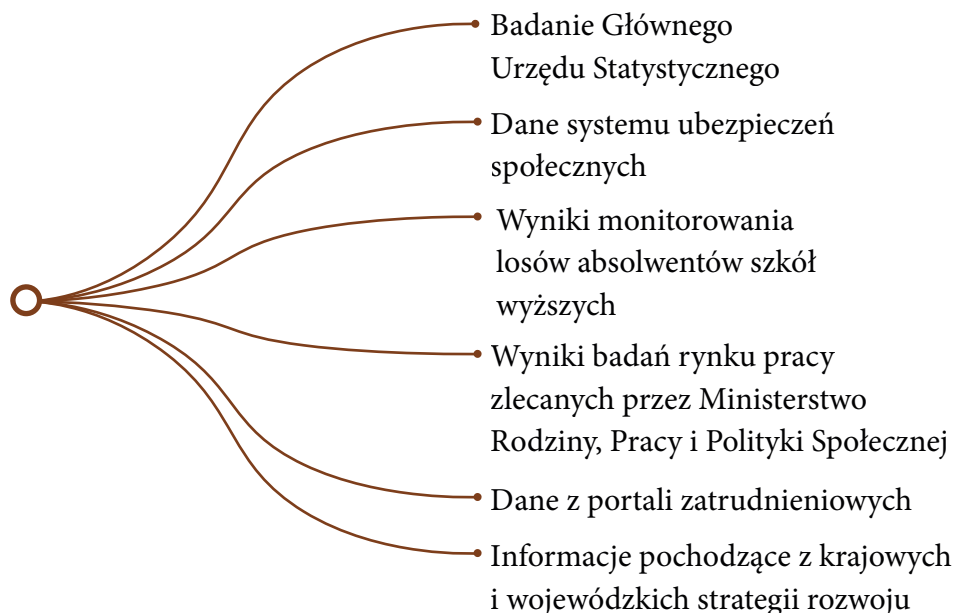 Badanie Głównego
Urzędu Statystycznego
Dane systemu ubezpieczeń
społecznych
Wyniki monitorowania
losów absolwentów szkół
wyższych
Wyniki badań rynku pracy
zlecanych przez Ministerstwo
Rodziny, Pracy i Polityki Społecznej
Dane z portali zatrudnieniowych
Informacje pochodzące z krajowych
i wojewódzkich strategii rozwoju